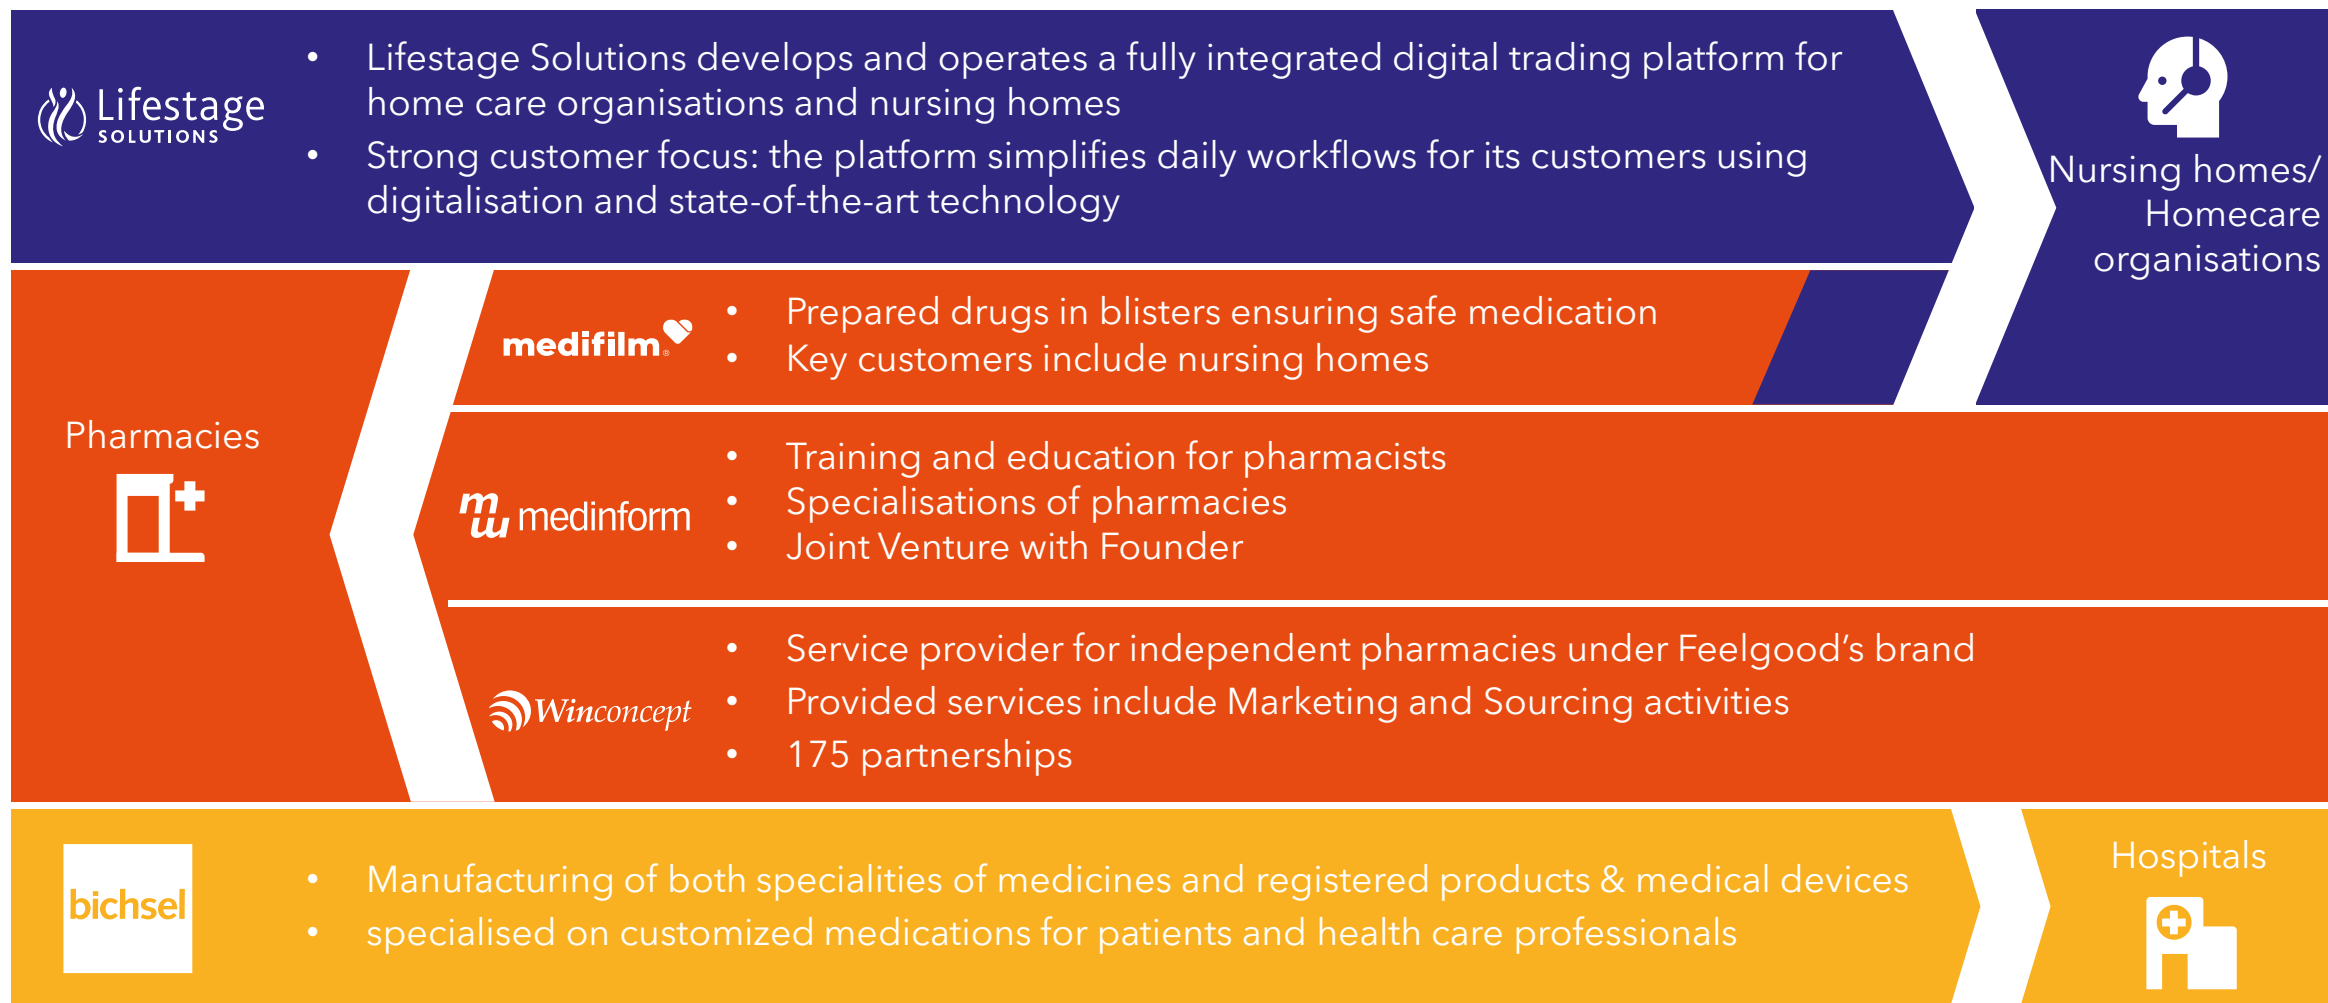 Lifestage
SOLUTIONS
• Lifestage Solutions develops and operates a fully integrated digital trading platform for
home care organisations and nursing homes
• Strong customer focus: the platform simplifies daily workflows for its customers using
digitalisation and state-of-the-art technology
Nursing homes/
Homecare
organisations
Pharmacies
medifilm®
• Prepared drugs in blisters ensuring safe medication
• Key customers include nursing homes
medinform
• Training and education for pharmacists
• Specialisations of pharmacies
• Joint Venture with Founder
Winconcept
• Service provider for independent pharmacies under Feelgood’s brand
• Provided services include Marketing and Sourcing activities
• 175 partnerships
bichsel
• Manufacturing of both specialities of medicines and registered products & medical devices
• specialised on customized medications for patients and health care professionals
Hospitals